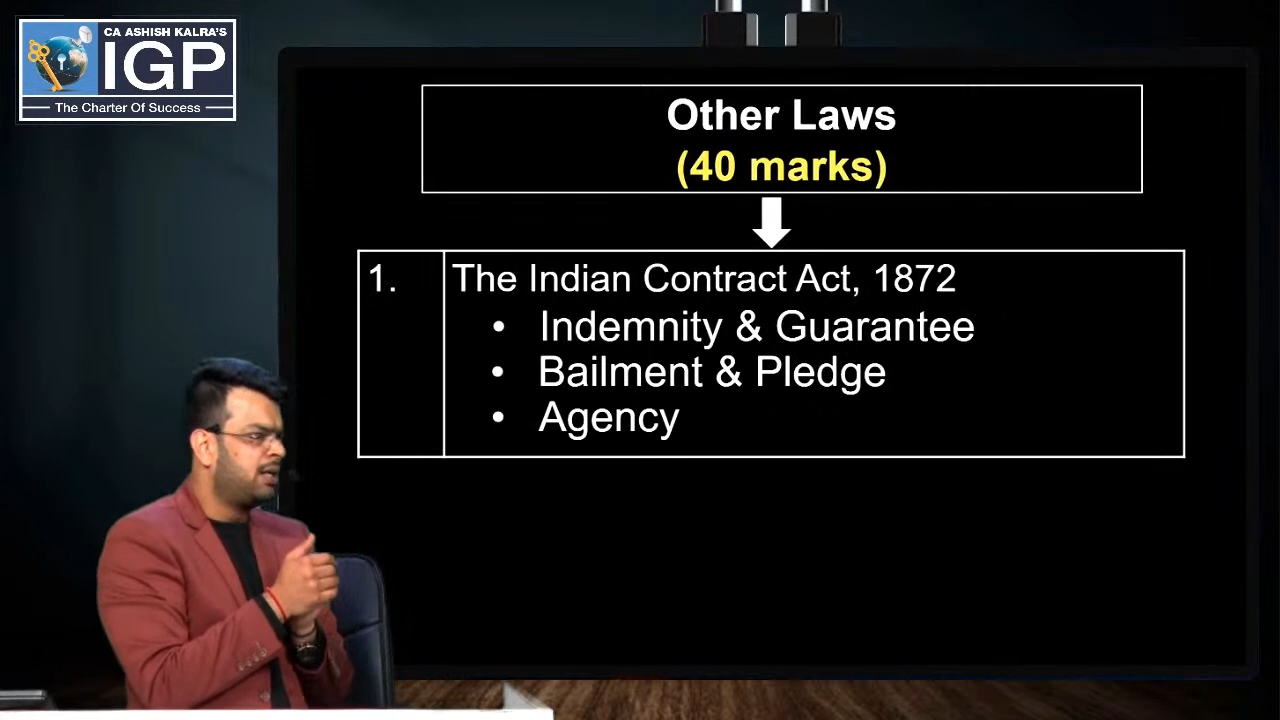 CA ASHISH KALRA'S
IGP
The Charter Of Success
Other Laws
(40 marks)
1. The Indian Contract Act, 1872
• Indemnity & Guarantee
• Bailment & Pledge
• Agency